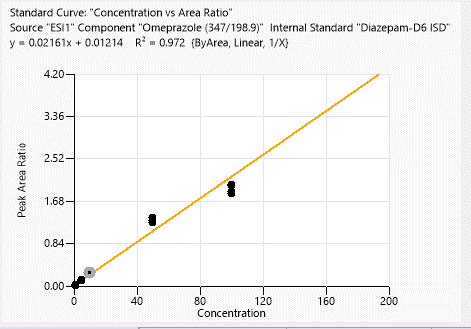 Standard Curve: "Concentration vs Area Ratio"
Source "ESI1" Component "Omeprazole (347/198.9)" Internal Standard "Diazepam-D6 ISD"
y = 0.02161x + 0.01214 R² = 0.972 {ByArea, Linear, 1/X}
4.20
3.36
2.52
1.68
0.84
0.00
Peak Area Ratio
0 40 80 120 160 200
Concentration